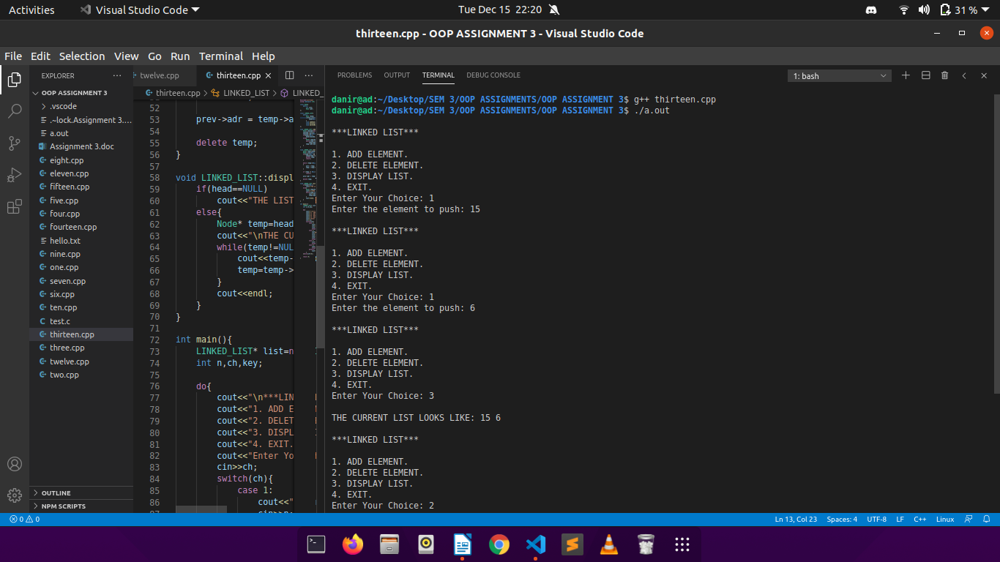 Activities
Visual Studio Code
Tue Dec 15 22:20
31 %
thirteen.cpp - OOP ASSIGNMENT 3 - Visual Studio Code
File Edit Selection View Go Run Terminal Help
EXPLORER
OOP ASSIGNMENT 3
.vscode
.~lock.Assignment 3....
a.out
Assignment 3.doc
eight.cpp
eleven.cpp
fifteen.cpp
five.cpp
four.cpp
fourteen.cpp
hello.txt
nine.cpp
one.cpp
seven.cpp
six.cpp
ten.cpp
test.c
thirteen.cpp
three.cpp
twelve.cpp
two.cpp
OUTLINE
NPM SCRIPTS
twelve.cpp
thirteen.cpp
thirteen.cpp > LINKED_LIST > LINKED_
52
53 prev->adr = temp->a
54
55 delete temp;
56 }
57
58 void LINKED_LIST::displ
59 if(head==NULL)
60 cout<<"THE LIST
61 else{
62 Node* temp=head
63 cout<<"\nTHE CU
64 while(temp!=NUL
65 cout<<temp-
66 temp=temp->
67 }
68 cout<<endl;
69 }
70 }
71
72 int main(){
73 LINKED_LIST* list=n
74 int n,ch,key;
75
76 do{
77 cout<<"\n***LIN
78 cout<<"1. ADD E
79 cout<<"2. DELET
80 cout<<"3. DISPL
81 cout<<"4. EXIT.
82 cout<<"Enter Yo
83 cin>>ch;
84 switch(ch){
85 case 1:
86 cout<<"
PROBLEMS OUTPUT TERMINAL DEBUG CONSOLE
1: bash
danir@ad:~/Desktop/SEM 3/OOP ASSIGNMENTS/OOP ASSIGNMENT 3$ g++ thirteen.cpp
danir@ad:~/Desktop/SEM 3/OOP ASSIGNMENTS/OOP ASSIGNMENT 3$ ./a.out
***LINKED LIST***
1. ADD ELEMENT.
2. DELETE ELEMENT.
3. DISPLAY LIST.
4. EXIT.
Enter Your Choice: 1
Enter the element to push: 15
***LINKED LIST***
1. ADD ELEMENT.
2. DELETE ELEMENT.
3. DISPLAY LIST.
4. EXIT.
Enter Your Choice: 1
Enter the element to push: 6
***LINKED LIST***
1. ADD ELEMENT.
2. DELETE ELEMENT.
3. DISPLAY LIST.
4. EXIT.
Enter Your Choice: 3
THE CURRENT LIST LOOKS LIKE: 15 6
***LINKED LIST***
1. ADD ELEMENT.
2. DELETE ELEMENT.
3. DISPLAY LIST.
4. EXIT.
Enter Your Choice: 2
0 0
Ln 13, Col 23
Spaces: 4
UTF-8
LF
C++
Linux